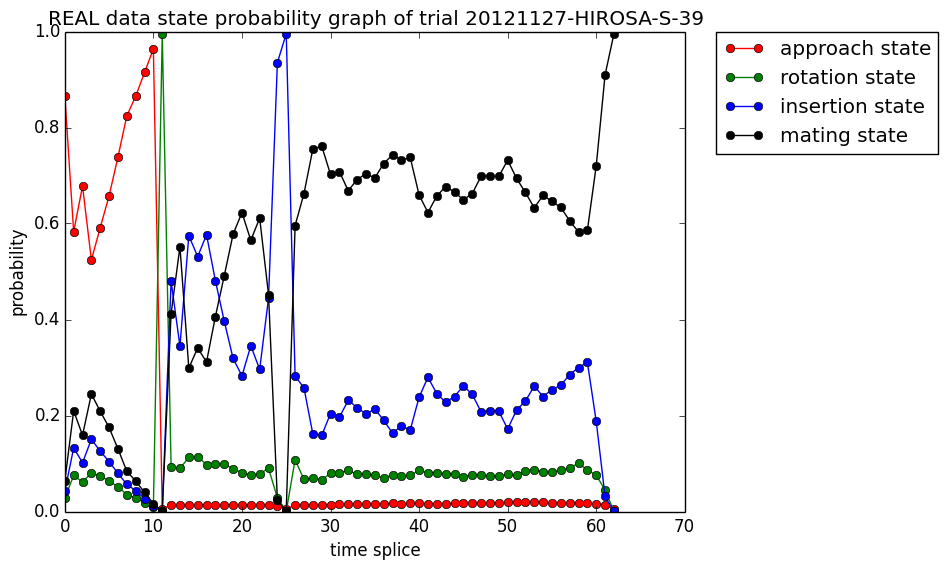 REAL data state probability graph of trial 20121127-HIROSA-S-39
1.0
0.8
0.6
0.4
0.2
0.0
probability
0 10 20 30 40 50 60 70
time splice
approach state
rotation state
insertion state
mating state